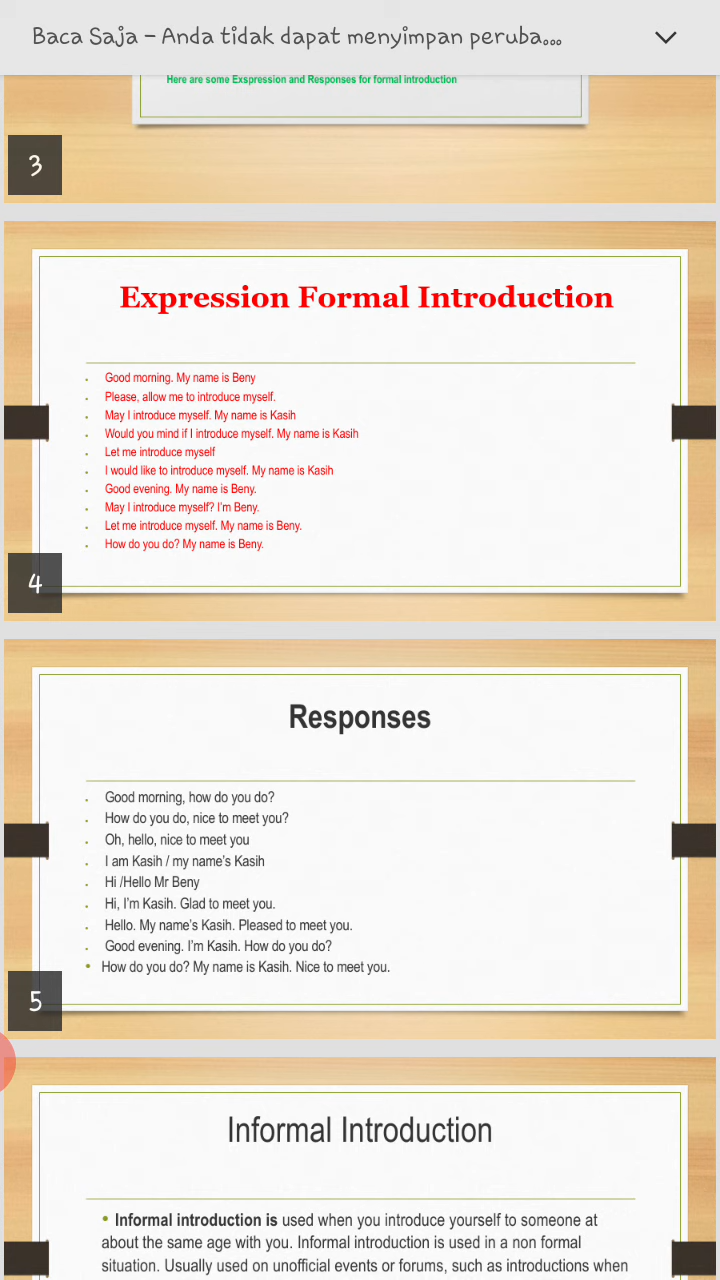 Baca Saja – Anda tidak dapat menyimpan peruba...
Here are some Expression and Responses for formal introduction
3
Expression Formal Introduction
• Good morning. My name is Beny
• Please, allow me to introduce myself.
• May I introduce myself. My name is Kasih
• Would you mind if I introduce myself. My name is Kasih
• Let me introduce myself
• I would like to introduce myself. My name is Kasih
• Good evening. My name is Beny.
• May I introduce myself? I'm Beny.
• Let me introduce myself. My name is Beny.
• How do you do? My name is Beny.
4
Responses
• Good morning, how do you do?
• How do you do, nice to meet you?
• Oh, hello, nice to meet you
• I am Kasih / my name's Kasih
• Hi /Hello Mr Beny
• Hi, I'm Kasih. Glad to meet you.
• Hello. My name's Kasih. Pleased to meet you.
• Good evening. I'm Kasih. How do you do?
• How do you do? My name is Kasih. Nice to meet you.
5
Informal Introduction
• Informal introduction is used when you introduce yourself to someone at
about the same age with you. Informal introduction is used in a non formal
situation. Usually used on unofficial events or forums, such as introductions when